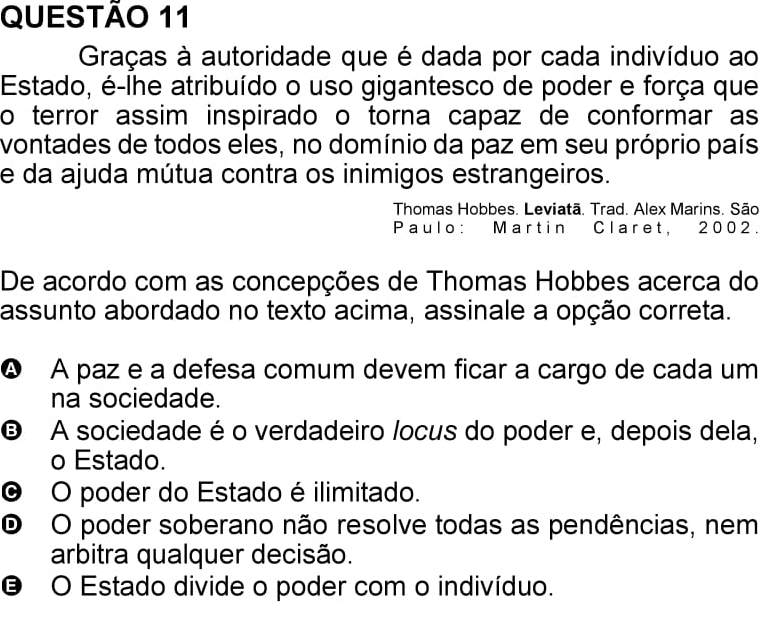 QUESTÃO 11
Graças à autoridade que é dada por cada indivíduo ao
Estado, é-lhe atribuído o uso gigantesco de poder e força que
o terror assim inspirado o torna capaz de conformar as
vontades de todos eles, no domínio da paz em seu próprio país
e da ajuda mútua contra os inimigos estrangeiros.
Thomas Hobbes. Leviatã. Trad. Alex Marins. São
Paulo: Martin Claret, 2002.
De acordo com as concepções de Thomas Hobbes acerca do
assunto abordado no texto acima, assinale a opção correta.
A A paz e a defesa comum devem ficar a cargo de cada um
na sociedade.
B A sociedade é o verdadeiro locus do poder e, depois dela,
o Estado.
C O poder do Estado é ilimitado.
D O poder soberano não resolve todas as pendências, nem
arbitra qualquer decisão.
E O Estado divide o poder com o indivíduo.